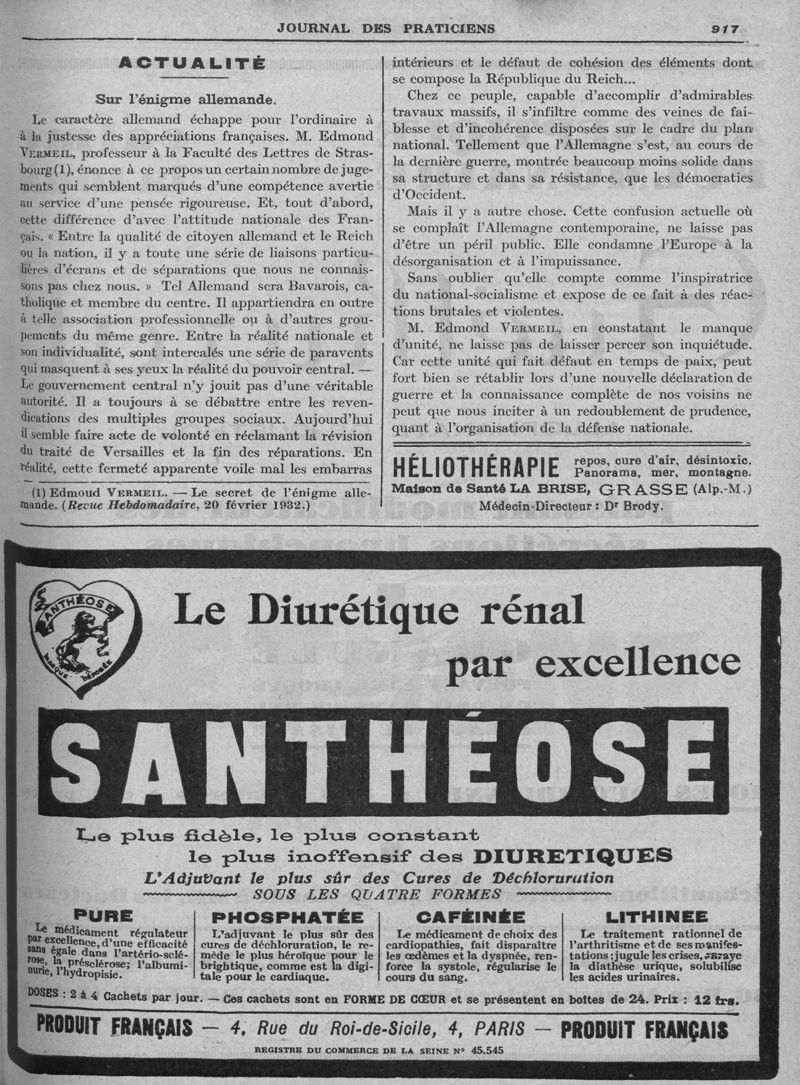 JOURNAL DES PRATICIENS 917
ACTUALITÉ
Sur l'énigme allemande.
Le caractère allemand échappe pour l'ordinaire à
à la justesse des appréciations françaises. M. Edmond
VERMEIL, professeur à la Faculté des Lettres de Stras-
bourg (1), énonce à ce propos un certain nombre de juge-
ments qui semblent marqués d'une compétence avertie
au service d'une pensée rigoureuse. Et, tout d'abord,
cette différence d'avec l'attitude nationale des Fran-
çais. « Entre la qualité de citoyen allemand et le Reich
ou la nation, il y a toute une série de liaisons particu-
lières d'écrans et de séparations que nous ne connais-
sons pas chez nous. » Tel Allemand sera Bavarois, ca-
tholique et membre du centre. Il appartiendra en outre
à telle association professionnelle ou à d'autres grou-
pements du même genre. Entre la réalité nationale et
son individualité, sont intercalés une série de paravents
qui masquent à ses yeux la réalité du pouvoir central. —
Le gouvernement central n'y jouit pas d'une véritable
autorité. Il a toujours à se débattre entre les reven-
dications des multiples groupes sociaux. Aujourd'hui
il semble faire acte de volonté en réclamant la révision
du traité de Versailles et la fin des réparations. En
réalité, cette fermeté apparente voile mal les embarras
(1) Edmoud VERMEIL. — Le secret de l'énigme alle-
mande. (Revue Hebdomadaire, 20 février 1932.)
intérieurs et le défaut de cohésion des éléments dont
se compose la République du Reich...
Chez ce peuple, capable d'accomplir d'admirables
travaux massifs, il s'infiltre comme des veines de fai-
blesse et d'incohérence disposées sur le cadre du plan
national. Tellement que l'Allemagne s'est, au cours de
la dernière guerre, montrée beaucoup moins solide dans
sa structure et dans sa résistance, que les démocraties
d'Occident.
Mais il y a autre chose. Cette confusion actuelle où
se complaît l'Allemagne contemporaine, ne laisse pas
d'être un péril public. Elle condamne l'Europe à la
désorganisation et à l'impuissance.
Sans oublier qu'elle compte comme l'inspiratrice
du national-socialisme et expose de ce fait à des réac-
tions brutales et violentes.
M. Edmond VERMEIL, en constatant le manque
d'unité, ne laisse pas de laisser percer son inquiétude.
Car cette unité qui fait défaut en temps de paix, peut
fort bien se rétablir lors d'une nouvelle déclaration de
guerre et la connaissance complète de nos voisins ne
peut que nous inciter à un redoublement de prudence,
quant à l'organisation de la défense nationale.
HÉLIOTHÉRAPIE repos, cure d'air, désintoxic.
Panorama, mer, montagne.
Maison de Santé LA BRISE, GRASSE (Alp.-M.)
Médecin-Directeur : Dr Brody.
SANTHÉOSE
MARQUE DÉPOSÉE
Le Diurétique rénal
par excellence
SANTHÉOSE
Le plus fidèle, le plus constant
le plus inoffensif des DIURETIQUES
L'Adjuvant le plus sûr des Cures de Déchloruration
SOUS LES QUATRE FORMES
PURE
Le médicament régulateur
par excellence, d'une efficacité
sans égale dans l'artério-sclé-
rose, la présclérose; l'albumi-
nurie, l'hydropisie.
PHOSPHATÉE
L'adjuvant le plus sûr des
cures de déchloruration, le re-
mède le plus héroïque pour le
brightique, comme est la digi-
tale pour le cardiaque.
CAFÉINÉE
Le médicament de choix des
cardiopathies, fait disparaître
les œdèmes et la dyspnée, ren-
force la systole, régularise le
cours du sang.
LITHINEE
Le traitement rationnel de
l'arthritisme et de ses manifes-
tations; jugule les crises, enraye
la diathèse urique, solubilise
les acides urinaires.
DOSES : 2 à 4 Cachets par jour. — Ces cachets sont en FORME DE CŒUR et se présentent en boîtes de 24. Prix : 12 frs.
PRODUIT FRANÇAIS — 4, Rue du Roi-de-Sicile, 4, PARIS — PRODUIT FRANÇAIS
REGISTRE DU COMMERCE DE LA SEINE N° 45.545